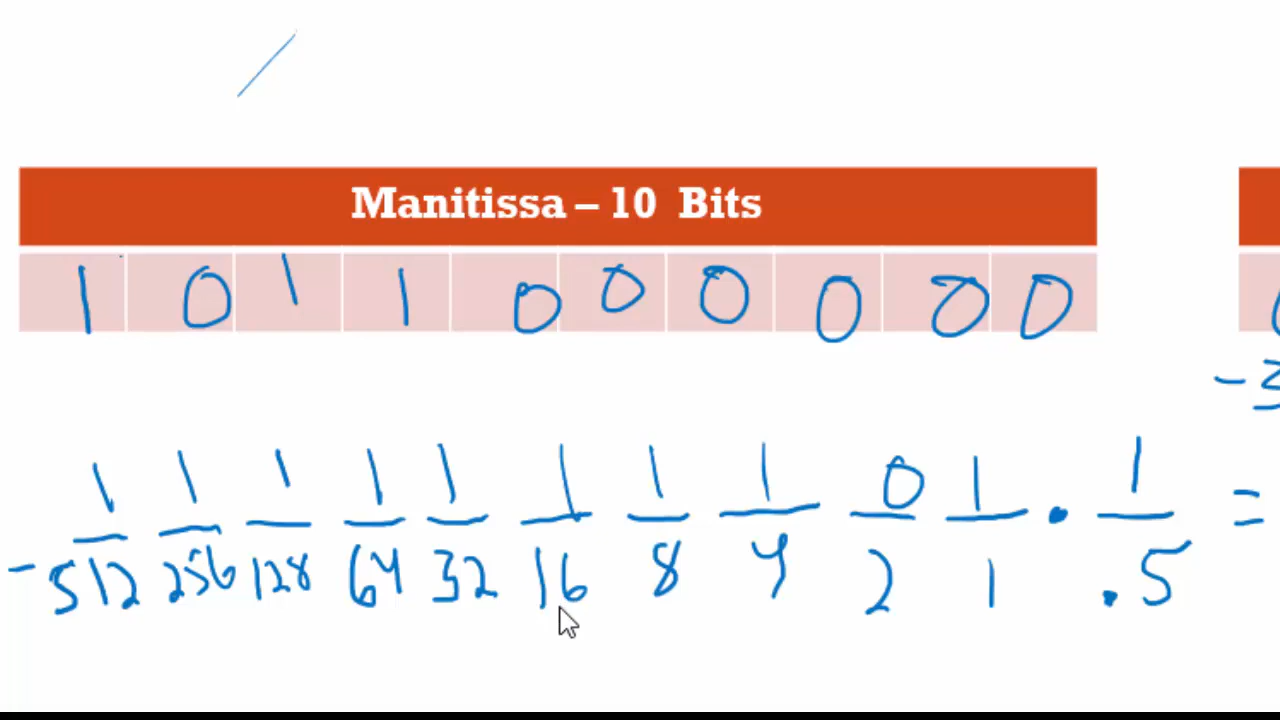 Manitissa – 10 Bits
1 0 1 1 0 0 0 0 0 0
- 3
1 1 1 1 1 1 1 1 0 1 . 1 =
-512 256 128 64 32 16 8 4 2 1 .5